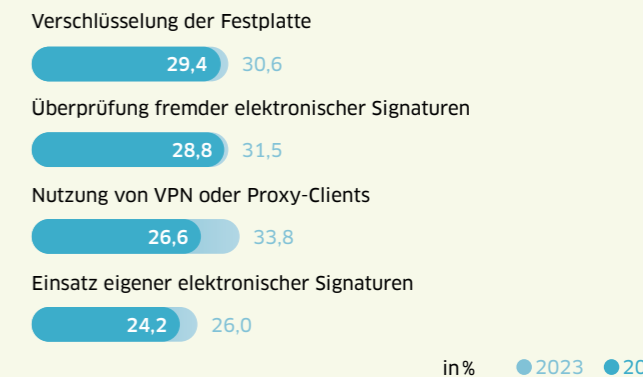 Verschlüsselung der Festplatte
29,4 30,6
Überprüfung fremder elektronischer Signaturen
28,8 31,5
Nutzung von VPN oder Proxy-Clients
26,6 33,8
Einsatz eigener elektronischer Signaturen
24,2 26,0
in% 2023